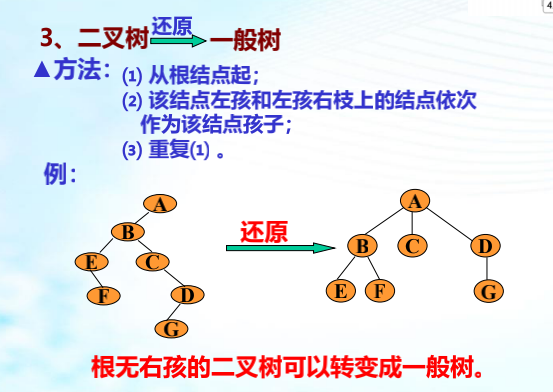 4
3、二叉树 还原 一般树
▲方法：⑴ 从根结点起；
⑵ 该结点左孩和左孩右枝上的结点依次
作为该结点孩子；
⑶ 重复⑴ 。
例：
A
B
E C
F D
G
还原
A
B C D
E F G
根无右孩的二叉树可以转变成一般树。